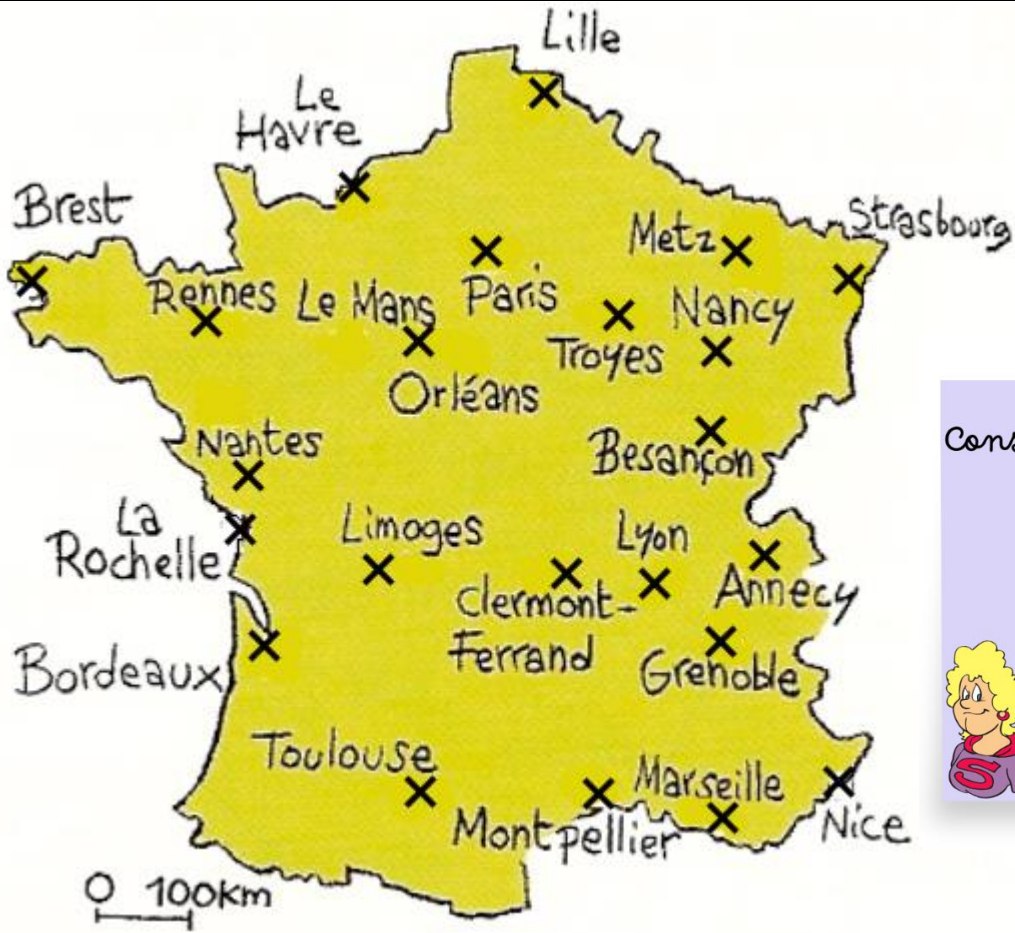 Lille
Le
Havre
Brest
Metz
Strasbourg
Rennes
Le Mans
Paris
Nancy
Troyes
Orléans
Nantes
Besançon
La
Rochelle
Limoges
Lyon
Clermont-
Ferrand
Annecy
Bordeaux
Grenoble
Toulouse
Marseille
Montpellier
Nice
0 100km
Cons
S